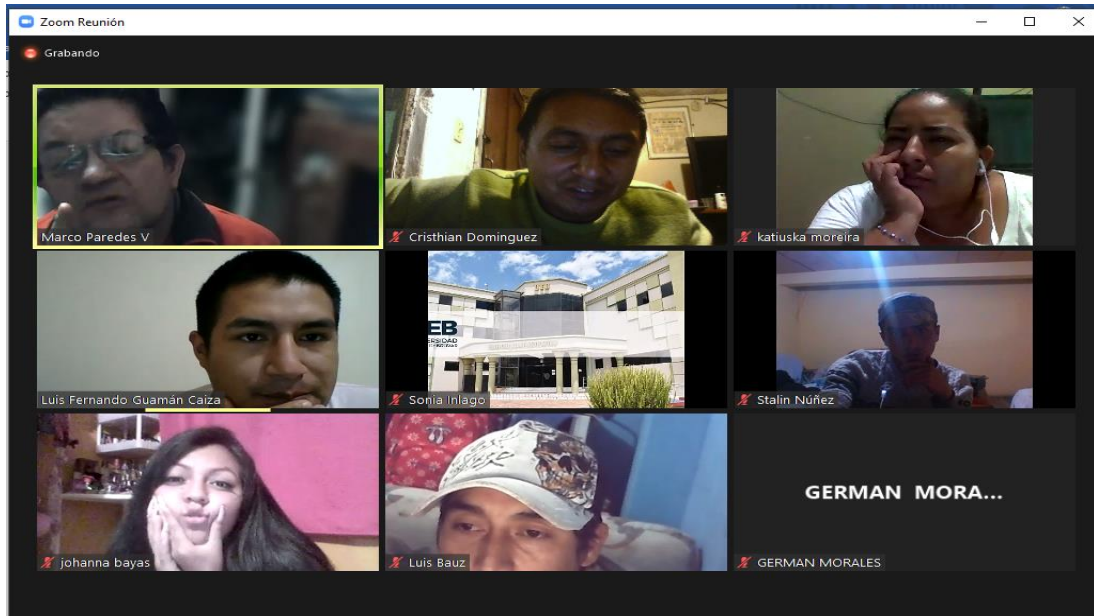 Zoom Reunión
Grabando
Marco Paredes V
Cristhian Dominguez
katiuska moreira
Luis Fernando Guamán Caiza
EB
Sonia Inlago
Stalin Núñez
johanna bayas
Luis Bauz
GERMAN MORA...
GERMAN MORALES